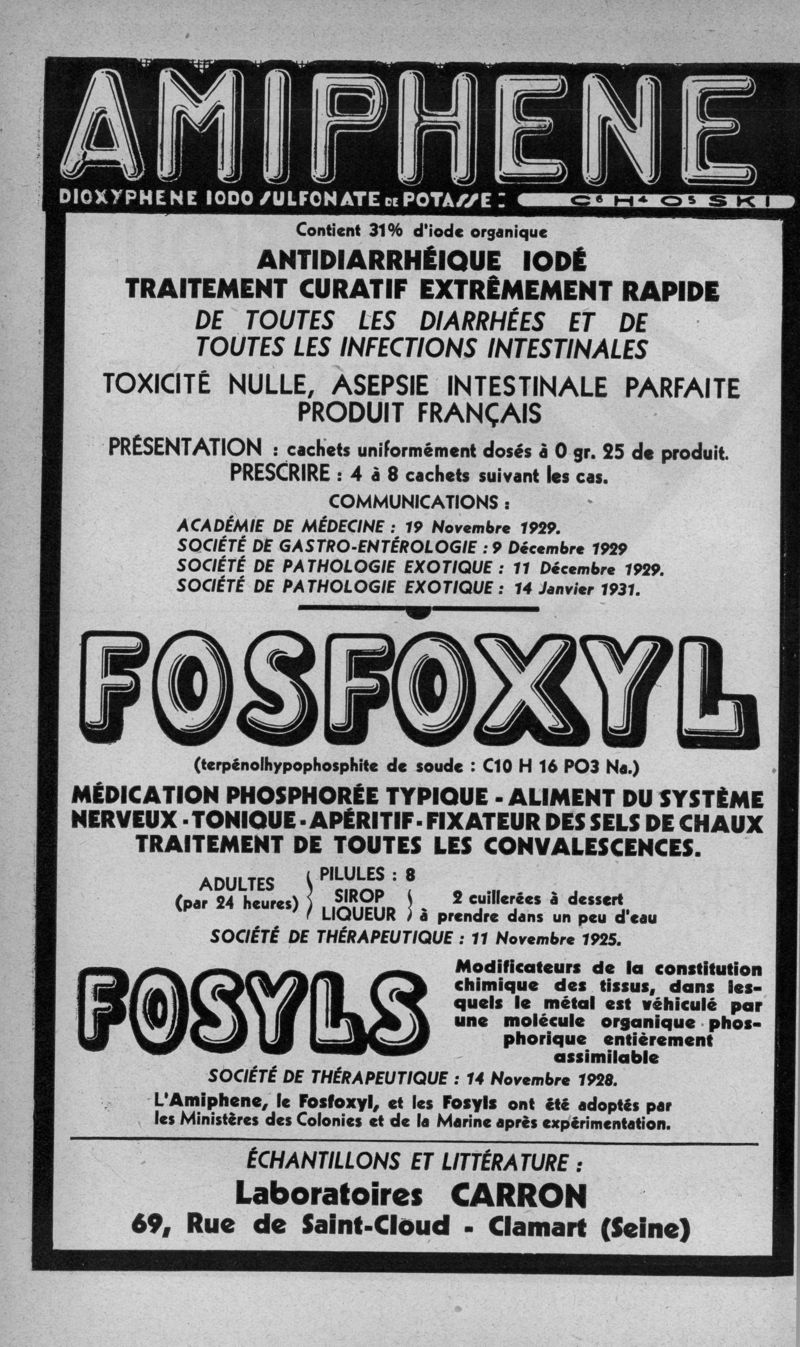 AMIPHENE
DIOXYPHENE IODO SULFONATE DE POTASSE : C⁶ H⁴ O⁵ S K I
Contient 31% d'iode organique
ANTIDIARRHÉIQUE IODÉ
TRAITEMENT CURATIF EXTRÊMEMENT RAPIDE
DE TOUTES LES DIARRHÉES ET DE
TOUTES LES INFECTIONS INTESTINALES
TOXICITÉ NULLE, ASEPSIE INTESTINALE PARFAITE
PRODUIT FRANÇAIS
PRÉSENTATION : cachets uniformément dosés à 0 gr. 25 de produit.
PRESCRIRE : 4 à 8 cachets suivant les cas.
COMMUNICATIONS :
ACADÉMIE DE MÉDECINE : 19 Novembre 1929.
SOCIÉTÉ DE GASTRO-ENTÉROLOGIE : 9 Décembre 1929
SOCIÉTÉ DE PATHOLOGIE EXOTIQUE : 11 Décembre 1929.
SOCIÉTÉ DE PATHOLOGIE EXOTIQUE : 14 Janvier 1931.
FOSFOXYL
(terpénolhypophosphite de soude : C10 H 16 PO3 Na.)
MÉDICATION PHOSPHORÉE TYPIQUE - ALIMENT DU SYSTÈME
NERVEUX - TONIQUE - APÉRITIF - FIXATEUR DES SELS DE CHAUX
TRAITEMENT DE TOUTES LES CONVALESCENCES.
ADULTES
(par 24 heures)
PILULES : 8
SIROP
LIQUEUR
2 cuillerées à dessert
à prendre dans un peu d'eau
SOCIÉTÉ DE THÉRAPEUTIQUE : 11 Novembre 1925.
FOSYLS
Modificateurs de la constitution
chimique des tissus, dans les-
quels le métal est véhiculé par
une molécule organique phos-
phorique entièrement
assimilable
SOCIÉTÉ DE THÉRAPEUTIQUE : 14 Novembre 1928.
L'Amiphene, le Fosfoxyl, et les Fosyls ont été adoptés par
les Ministères des Colonies et de la Marine après expérimentation.
ÉCHANTILLONS ET LITTÉRATURE :
Laboratoires CARRON
69, Rue de Saint-Cloud - Clamart (Seine)